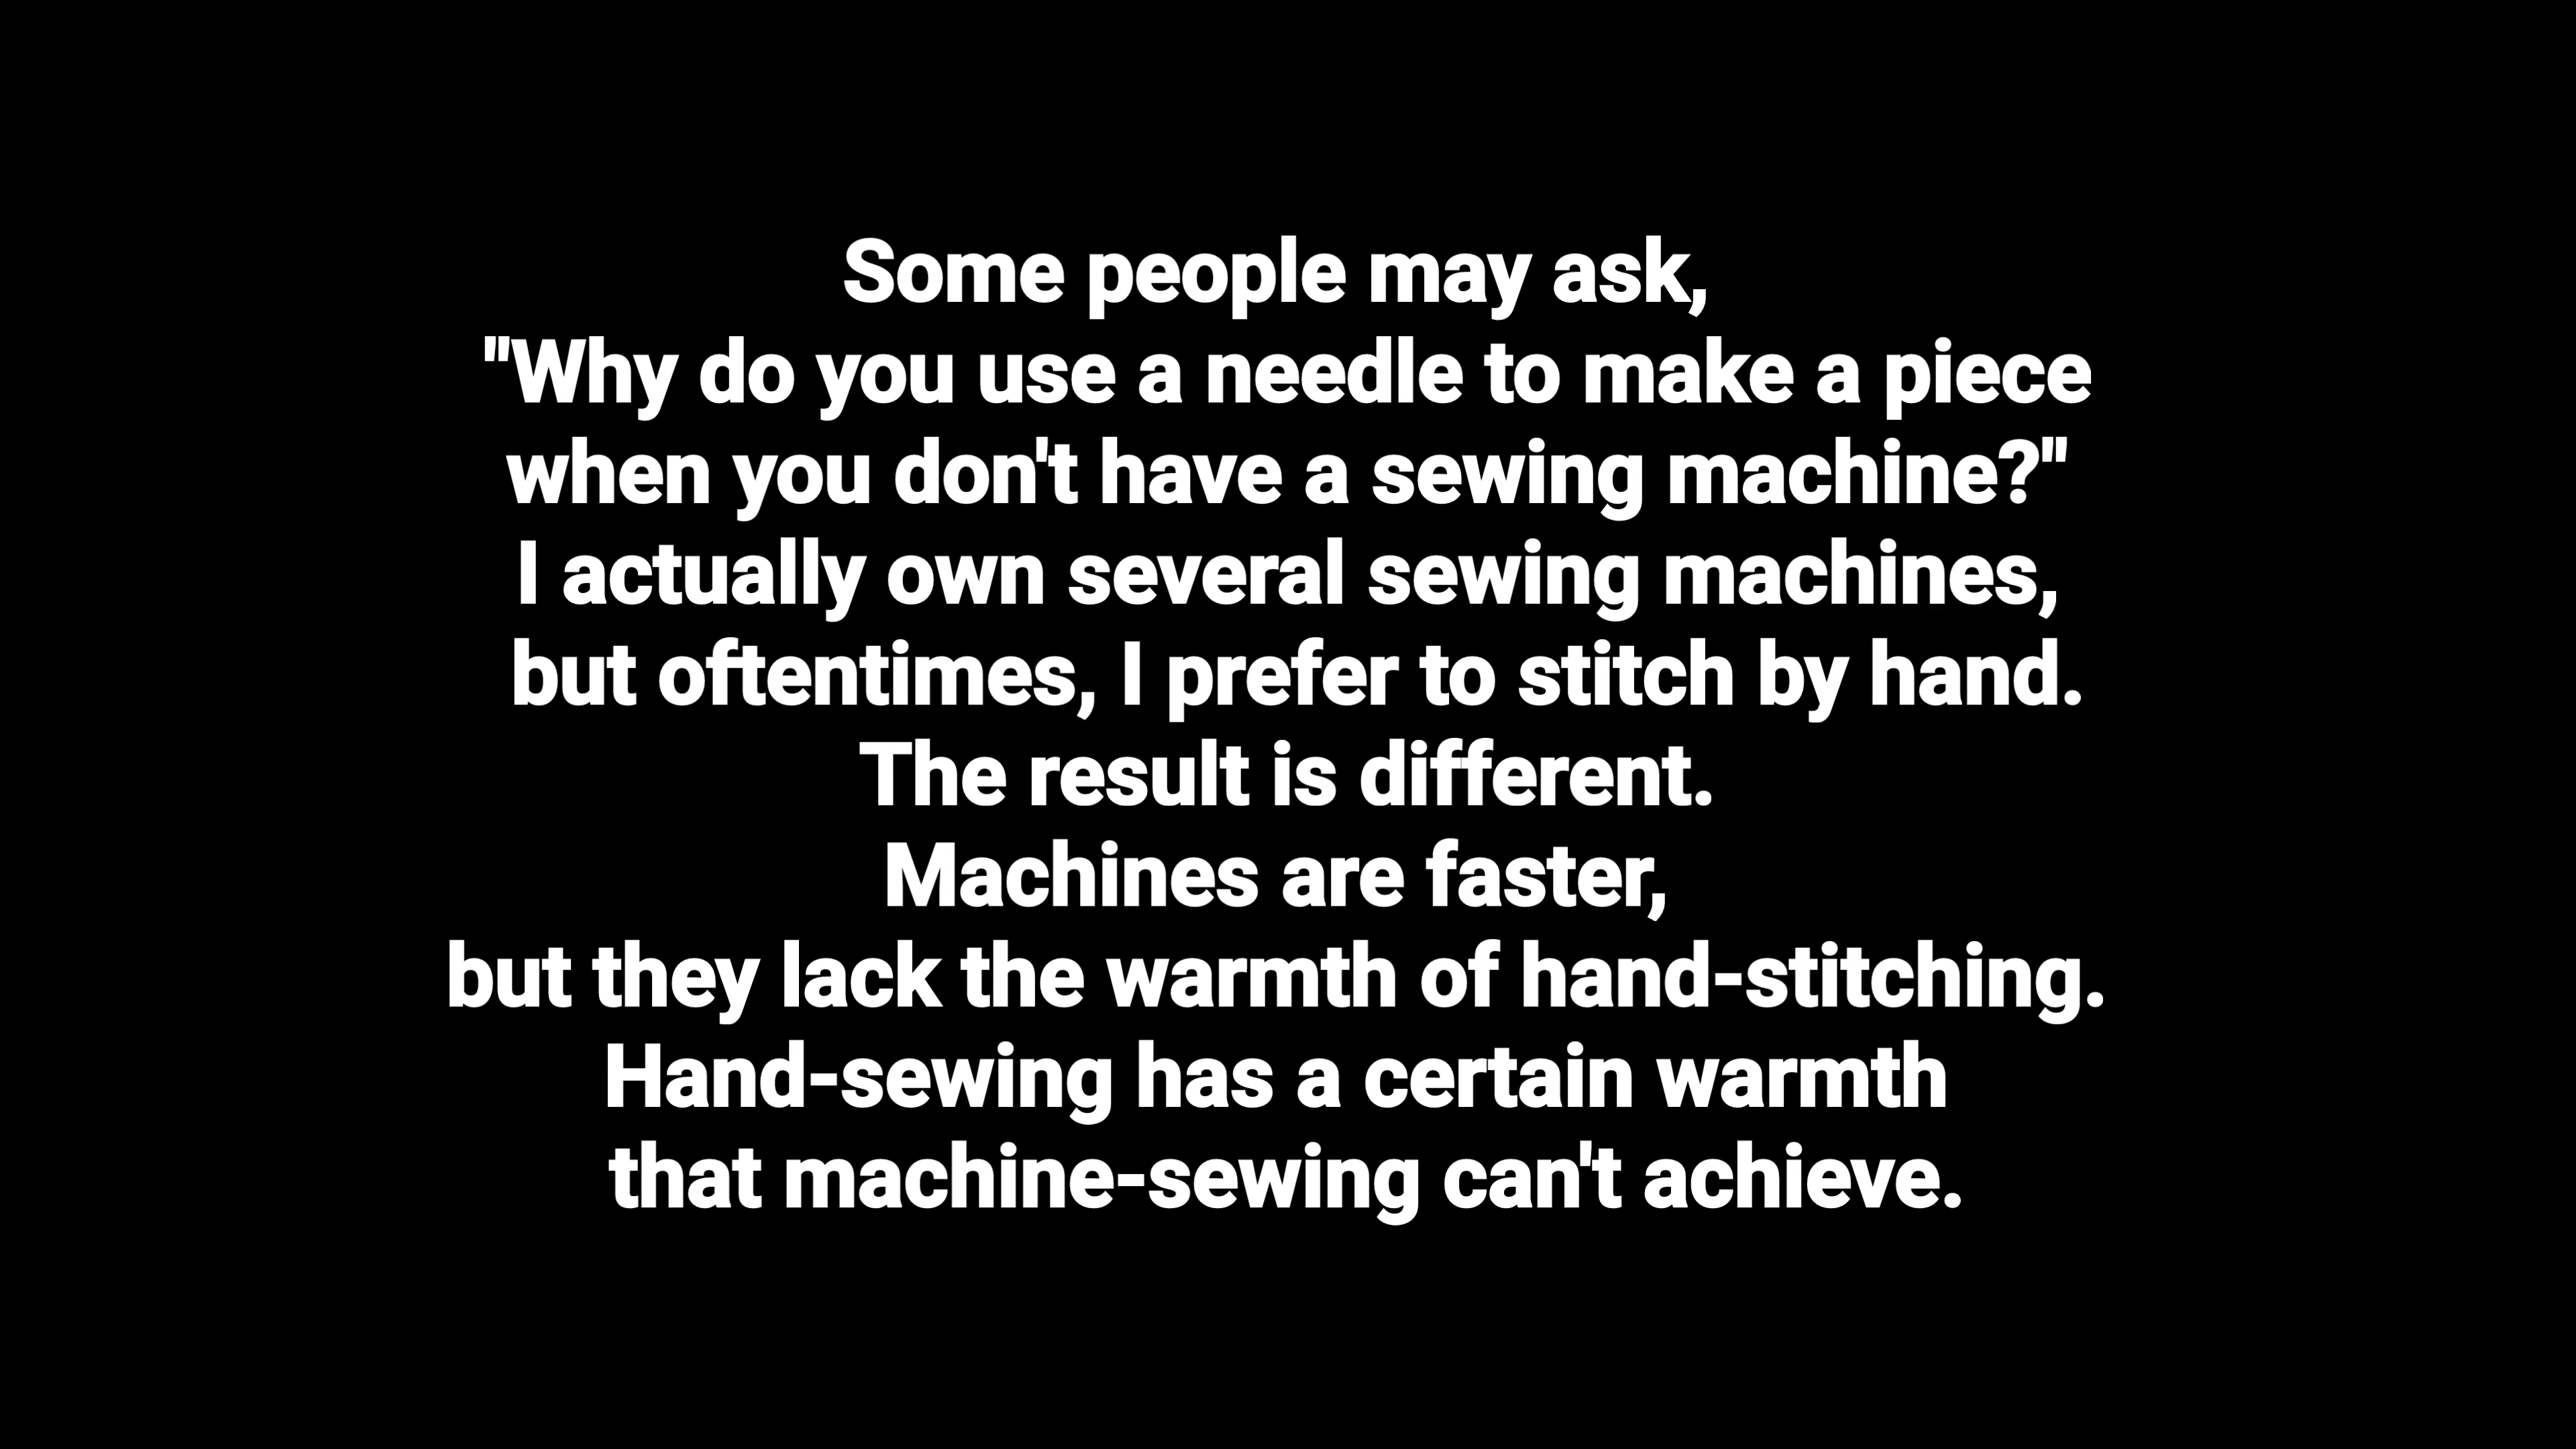 Some people may ask,
"Why do you use a needle to make a piece
when you don't have a sewing machine?"
I actually own several sewing machines,
but oftentimes, I prefer to stitch by hand.
The result is different.
Machines are faster,
but they lack the warmth of hand-stitching.
Hand-sewing has a certain warmth
that machine-sewing can't achieve.